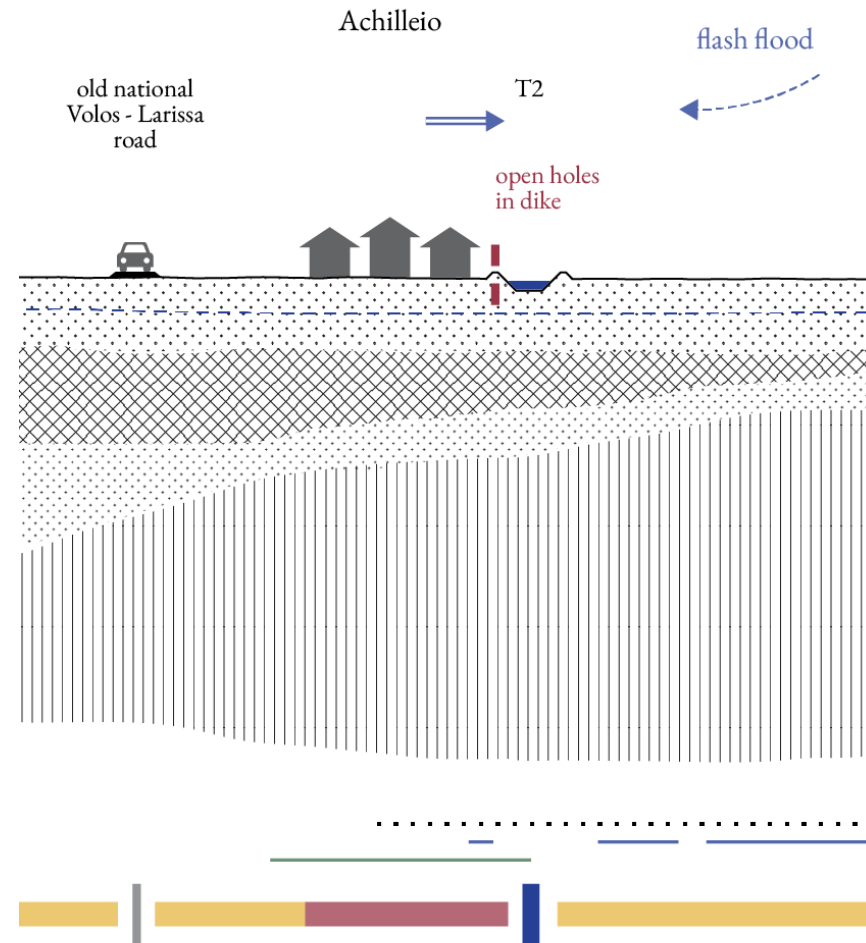 Achilleio
flash flood
old national
Volos - Larissa
road
T2
open holes
in dike